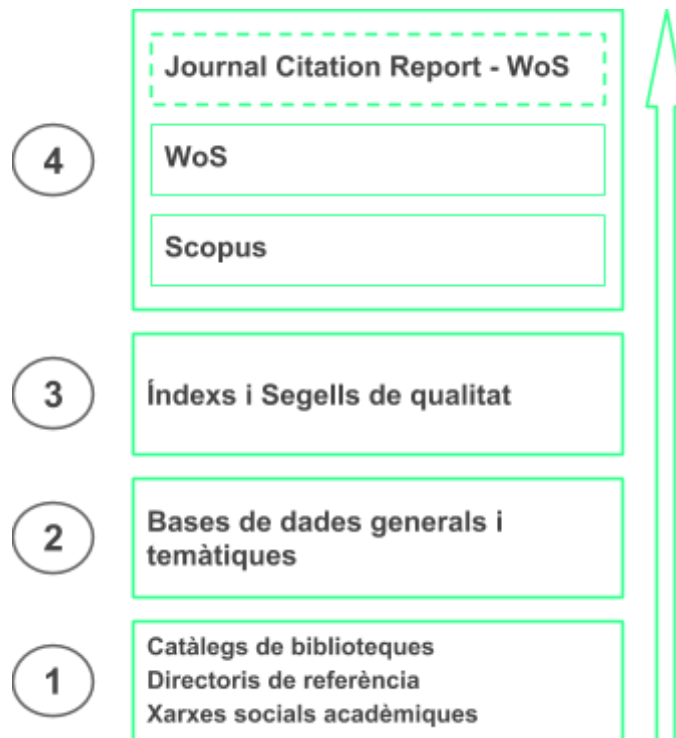 Journal Citation Report - WoS
4
WoS
Scopus
3
Índexs i Segells de qualitat
2
Bases de dades generals i
temàtiques
1
Catàlegs de biblioteques
Directoris de referència
Xarxes socials acadèmiques